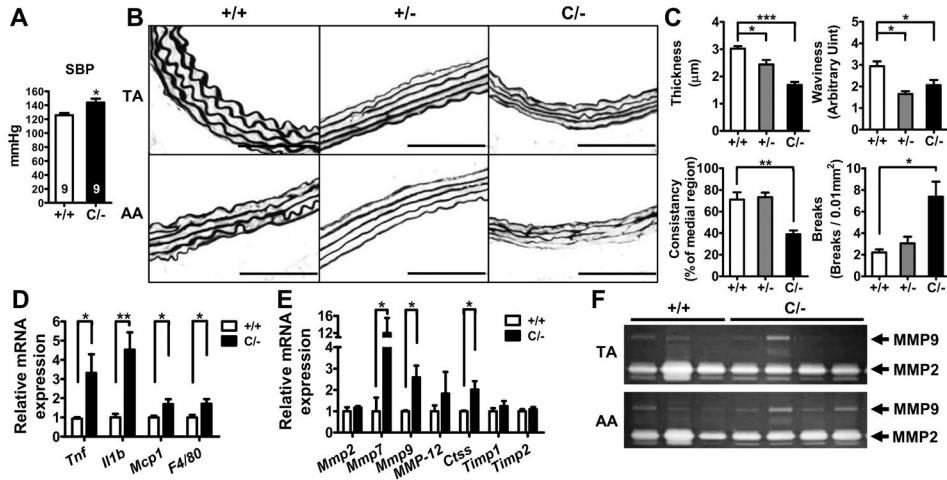 A
SBP
mmHg
160
140
120
100
80
60
40
20
0
9
9
*
+/+
C/-
B
+/+
+/-
C/-
TA
AA
C
Thickness
(μm)
4
3
2
1
0
***
*
+/+ +/- C/-
Waviness
(Arbitrary Uint)
4
3
2
1
0
*
*
+/+ +/- C/-
Consistancy
(% of medial region)
100
80
60
40
20
0
**
+/+ +/- C/-
Breaks
(Breaks / 0.01mm²)
10
8
6
4
2
0
*
+/+ +/- C/-
D
Relative mRNA
expression
6
5
4
3
2
1
0
* ** * *
+/+
C/-
Tnf Il1b Mcp1 F4/80
E
Relative mRNA
expression
16
12
5
4
3
2
1
0
* * *
+/+
C/-
Mmp2 Mmp7 Mmp9 MMP-12 Ctss Timp1 Timp2
F
+/+
C/-
TA
MMP9
MMP2
AA
MMP9
MMP2